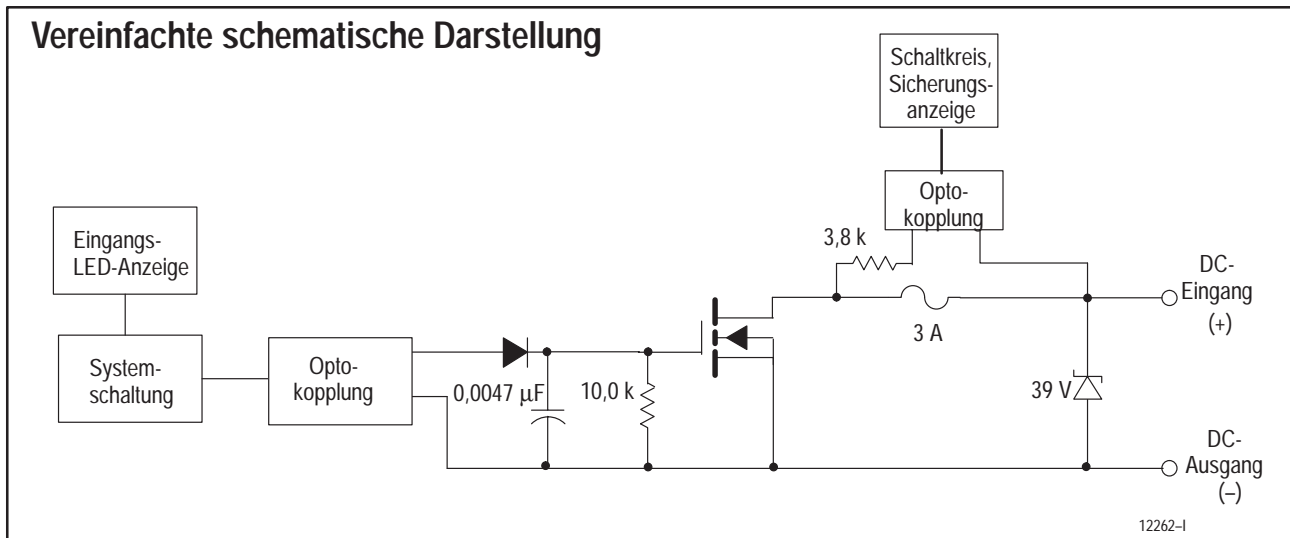 Vereinfachte schematische Darstellung
Schaltkreis,
Sicherungs-
anzeige
Opto-
kopplung
3,8 k
Eingangs-
LED-Anzeige
DC-
Eingang
(+)
3 A
System-
schaltung
Opto-
kopplung
0,0047 µF
10,0 k
39 V
DC-
Ausgang
(–)
12262–I